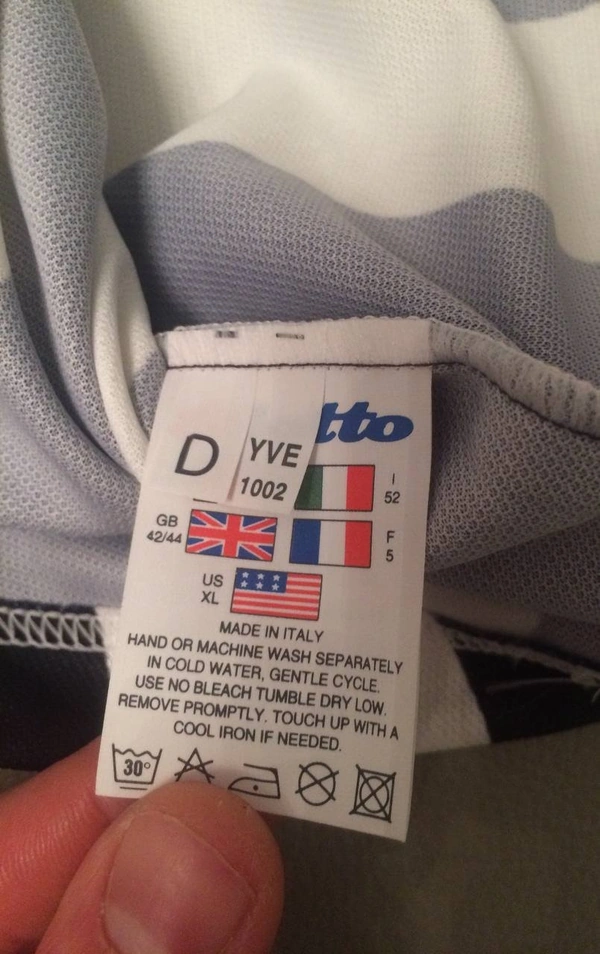 D
YVE
1002
tto
I
52
GB
42/44
F
5
US
XL
MADE IN ITALY
HAND OR MACHINE WASH SEPARATELY
IN COLD WATER, GENTLE CYCLE.
USE NO BLEACH TUMBLE DRY LOW.
REMOVE PROMPTLY. TOUCH UP WITH A
COOL IRON IF NEEDED.
30°